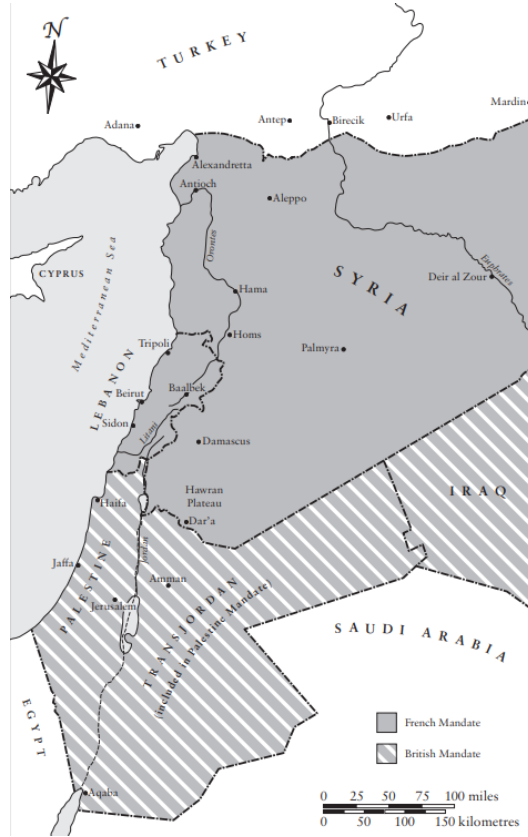 N
TURKEY
Mardin
Adana
Antep
Birecik
Urfa
Alexandretta
Antioch
Aleppo
Orontes
CYPRUS
Mediterranean Sea
SYRIA
Euphrates
Deir al Zour
Hama
Homs
Tripoli
Palmyra
LEBANON
Baalbek
Beirut
Sidon
Litani
Damascus
Hawran
Plateau
IRAQ
Haifa
Dar'a
PALESTINE
Jordan
Jaffa
Amman
Jerusalem
TRANSJORDAN
(included in Palestine Mandate)
SAUDI ARABIA
EGYPT
French Mandate
British Mandate
Aqaba
0 25 50 75 100 miles
0 50 100 150 kilometres